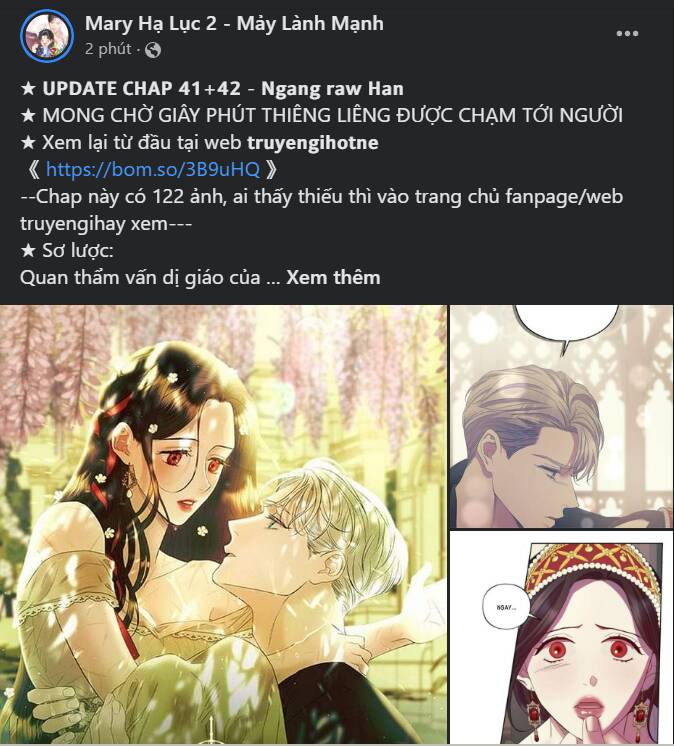 Mary Hạ Lục 2 - Mảy Lành Mạnh
2 phút ·
★ UPDATE CHAP 41+42 - Ngang raw Han
★ MONG CHỜ GIÂY PHÚT THIÊNG LIÊNG ĐƯỢC CHẠM TỚI NGƯỜI
★ Xem lại từ đầu tại web truyengihotne
《 https://bom.so/3B9uHQ 》
--Chap này có 122 ảnh, ai thấy thiếu thì vào trang chủ fanpage/web
truyengihay xem---
★ Sơ lược:
Quan thẩm vấn dị giáo của ... Xem thêm
NGAY...